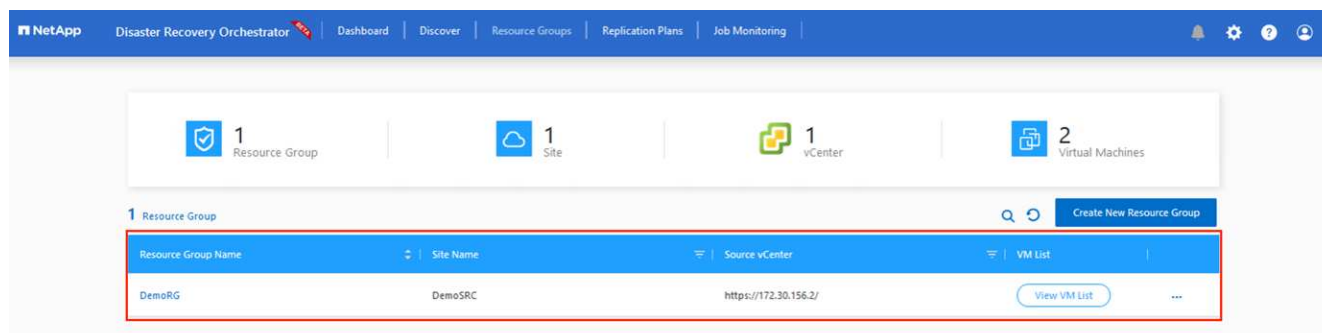 NetApp Disaster Recovery Orchestrator BETA Dashboard Discover Resource Groups Replication Plans Job Monitoring
1 1 1 2
Resource Group Site vCenter Virtual Machines
1 Resource Group Create New Resource Group
Resource Group Name Site Name Source vCenter VM List
DemoRG DemoSRC https://172.30.156.2/ View VM List